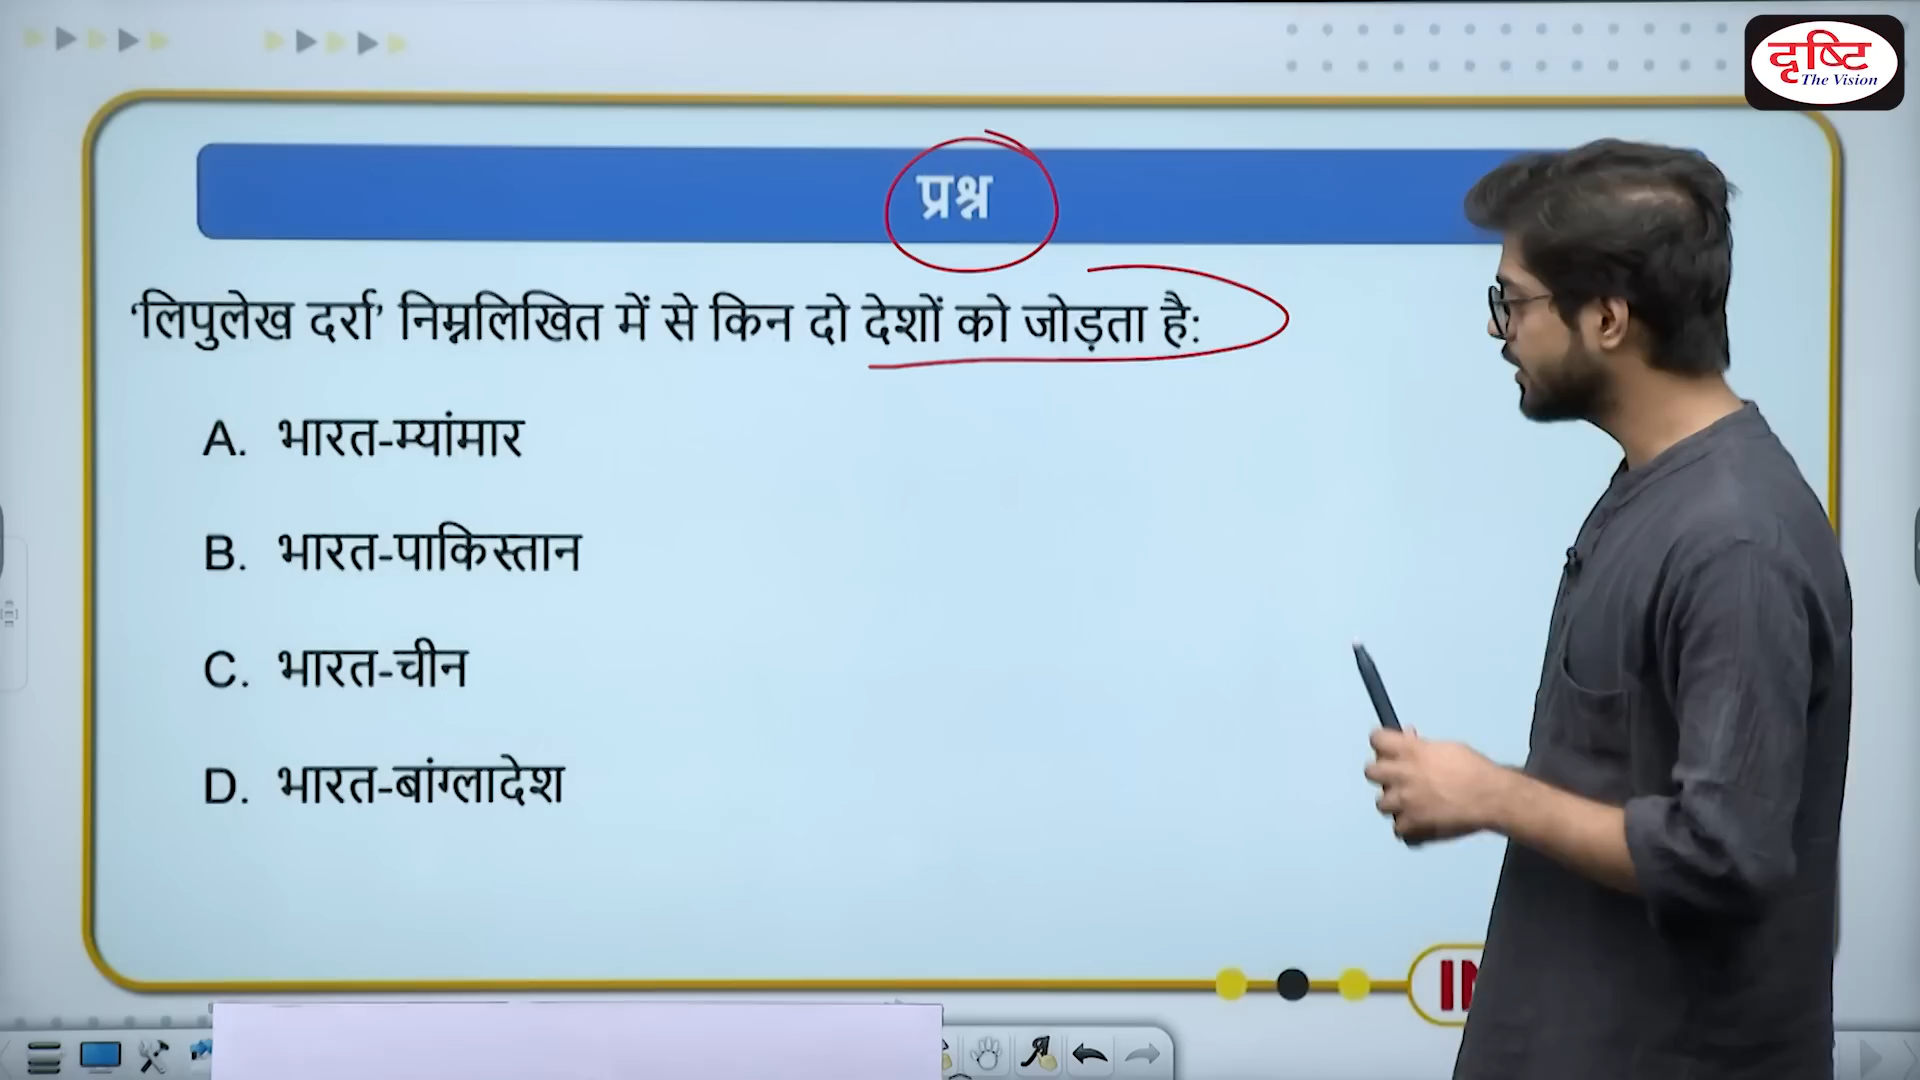 दृष्टि
The Vision
प्रश्न
‘लिपुलेख दर्रा’ निम्नलिखित में से किन दो देशों को जोड़ता है:
A. भारत-म्यांमार
B. भारत-पाकिस्तान
C. भारत-चीन
D. भारत-बांग्लादेश